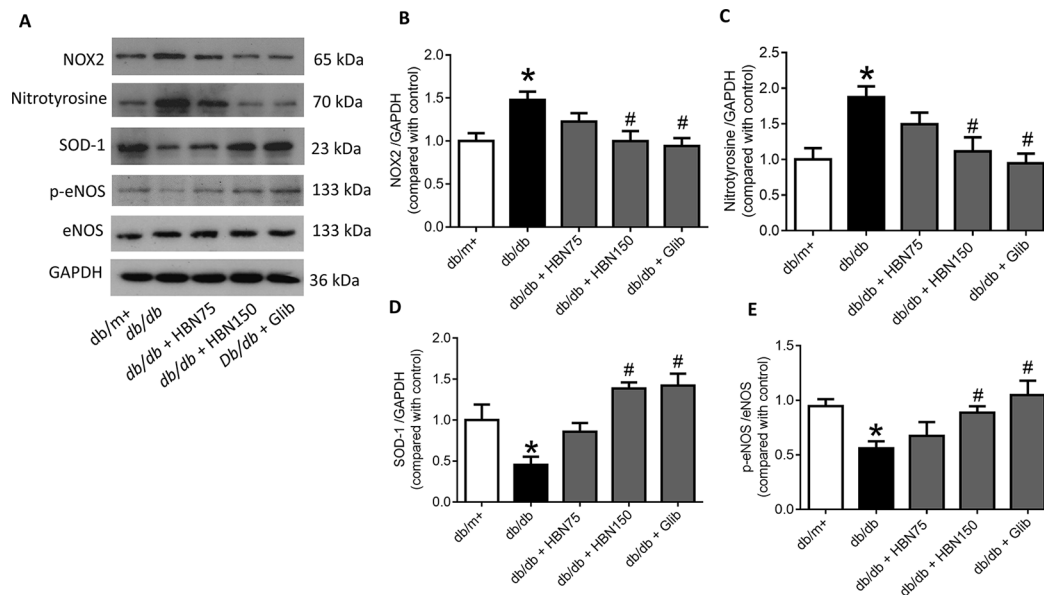 A
NOX2
65 kDa
Nitrotyrosine
70 kDa
SOD-1
23 kDa
p-eNOS
133 kDa
eNOS
133 kDa
GAPDH
36 kDa
db/m+
db/db
db/db + HBN75
db/db + HBN150
Db/db + Glib
B
NOX2 /GAPDH
(compared with control)
2.0
1.5
1.0
0.5
0.0
*
#
#
db/m+
db/db
db/db + HBN75
db/db + HBN150
db/db + Glib
C
Nitrotyrosine /GAPDH
(compared with control)
2.5
2.0
1.5
1.0
0.5
0.0
*
#
#
db/m+
db/db
db/db + HBN75
db/db + HBN150
db/db + Glib
D
SOD-1 /GAPDH
(compared with control)
2.0
1.5
1.0
0.5
0.0
*
#
#
db/m+
db/db
db/db + HBN75
db/db + HBN150
db/db + Glib
E
p-eNOS /eNOS
(compared with control)
1.5
1.0
0.5
0.0
*
#
#
db/m+
db/db
db/db + HBN75
db/db + HBN150
db/db + Glib